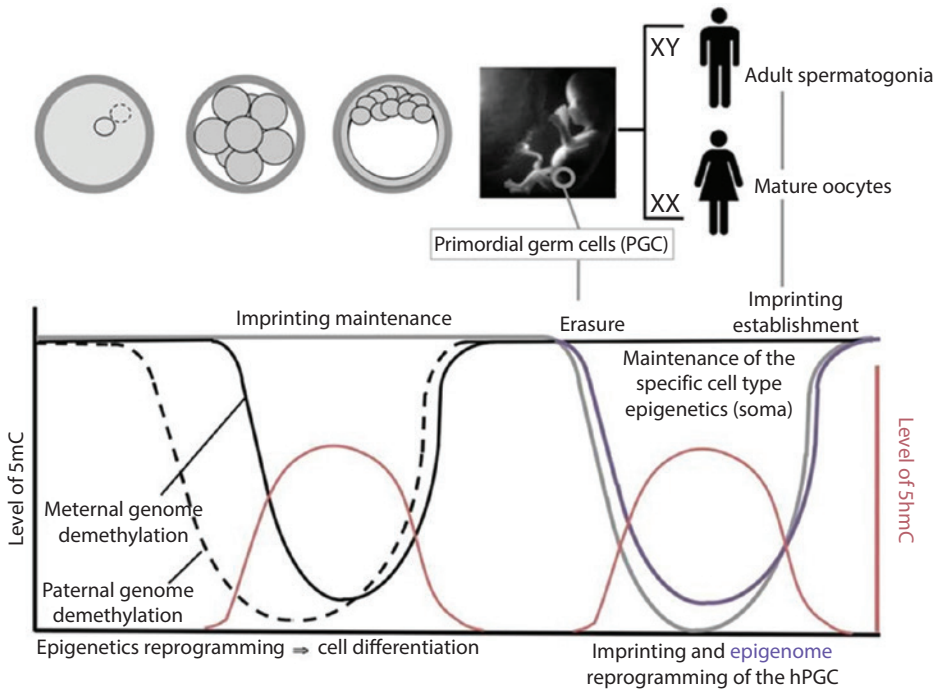 XY
Adult spermatogonia
XX
Mature oocytes
Primordial germ cells (PGC)
Imprinting maintenance
Erasure
Imprinting
establishment
Maintenance of the
specific cell type
epigenetics (soma)
Level of 5mC
Level of 5hmC
Meternal genome
demethylation
Paternal genome
demethylation
Epigenetics reprogramming ⇒ cell differentiation
Imprinting and epigenome
reprogramming of the hPGC